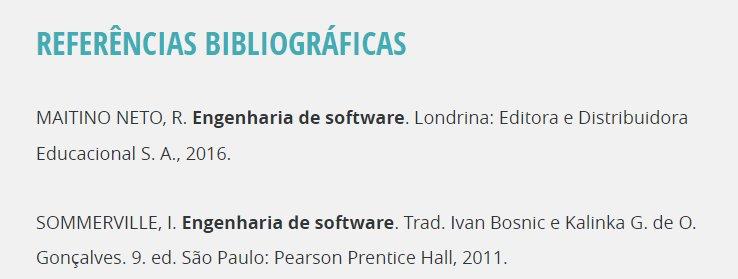 REFERÊNCIAS BIBLIOGRÁFICAS
MAITINO NETO, R. Engenharia de software. Londrina: Editora e Distribuidora
Educacional S. A., 2016.
SOMMERVILLE, I. Engenharia de software. Trad. Ivan Bosnic e Kalinka G. de O.
Gonçalves. 9. ed. São Paulo: Pearson Prentice Hall, 2011.